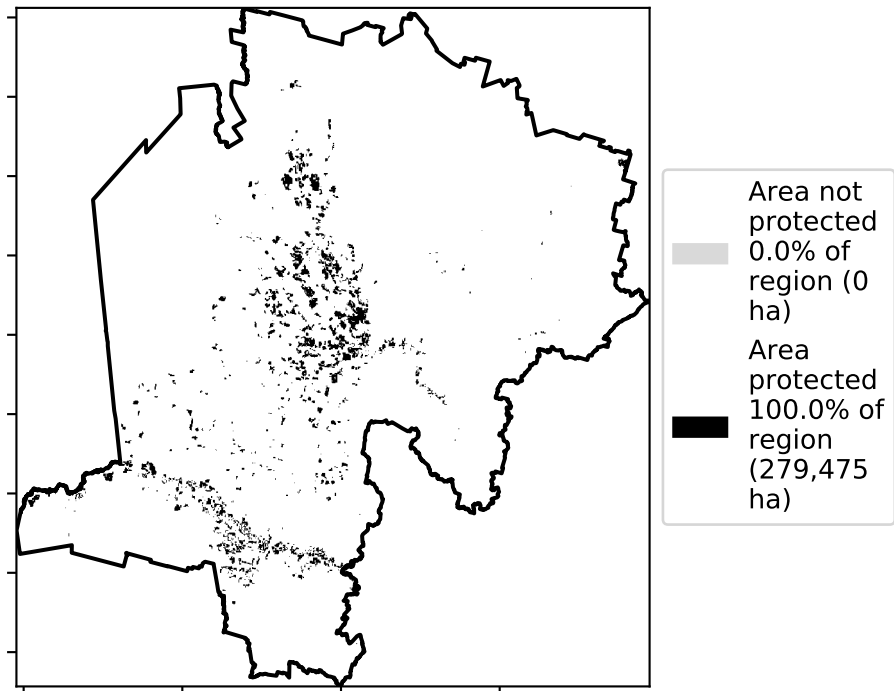 Area not
protected
0.0% of
region (0
ha)
Area
protected
100.0% of
region
(279,475
ha)